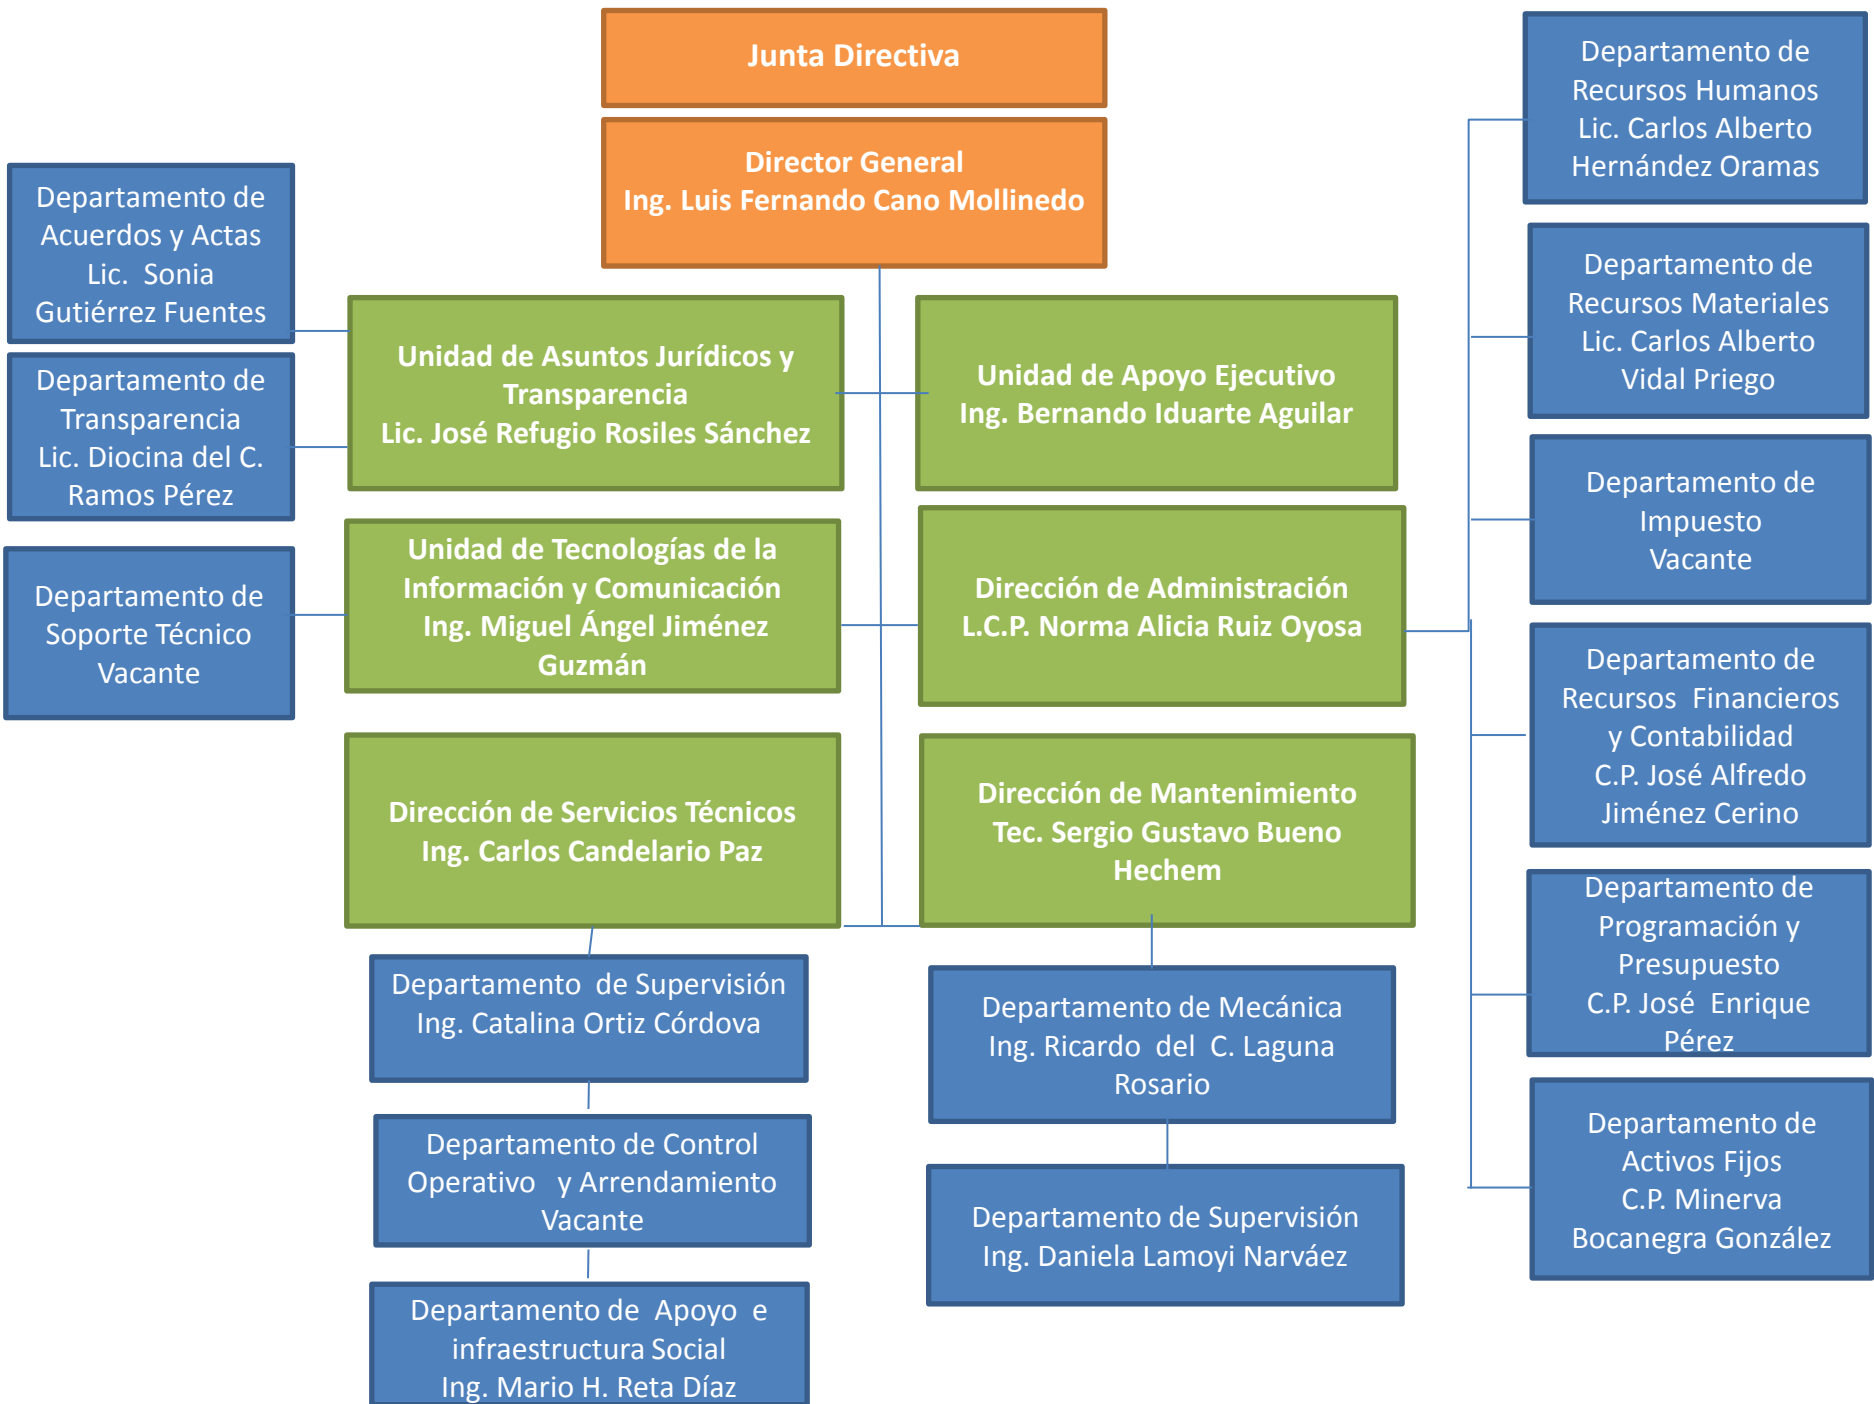 Junta Directiva
Director General
Ing. Luis Fernando Cano Mollinedo
Departamento de
Acuerdos y Actas
Lic. Sonia
Gutiérrez Fuentes
Departamento de
Transparencia
Lic. Diocina del C.
Ramos Pérez
Departamento de
Soporte Técnico
Vacante
Unidad de Asuntos Jurídicos y
Transparencia
Lic. José Refugio Rosiles Sánchez
Unidad de Apoyo Ejecutivo
Ing. Bernando Iduarte Aguilar
Unidad de Tecnologías de la
Información y Comunicación
Ing. Miguel Ángel Jiménez
Guzmán
Dirección de Administración
L.C.P. Norma Alicia Ruiz Oyosa
Dirección de Servicios Técnicos
Ing. Carlos Candelario Paz
Dirección de Mantenimiento
Tec. Sergio Gustavo Bueno
Hechem
Departamento de Supervisión
Ing. Catalina Ortiz Córdova
Departamento de Control
Operativo y Arrendamiento
Vacante
Departamento de Apoyo e
infraestructura Social
Ing. Mario H. Reta Díaz
Departamento de Mecánica
Ing. Ricardo del C. Laguna
Rosario
Departamento de Supervisión
Ing. Daniela Lamoyi Narváez
Departamento de
Recursos Humanos
Lic. Carlos Alberto
Hernández Oramas
Departamento de
Recursos Materiales
Lic. Carlos Alberto
Vidal Priego
Departamento de
Impuesto
Vacante
Departamento de
Recursos Financieros
y Contabilidad
C.P. José Alfredo
Jiménez Cerino
Departamento de
Programación y
Presupuesto
C.P. José Enrique
Pérez
Departamento de
Activos Fijos
C.P. Minerva
Bocanegra González